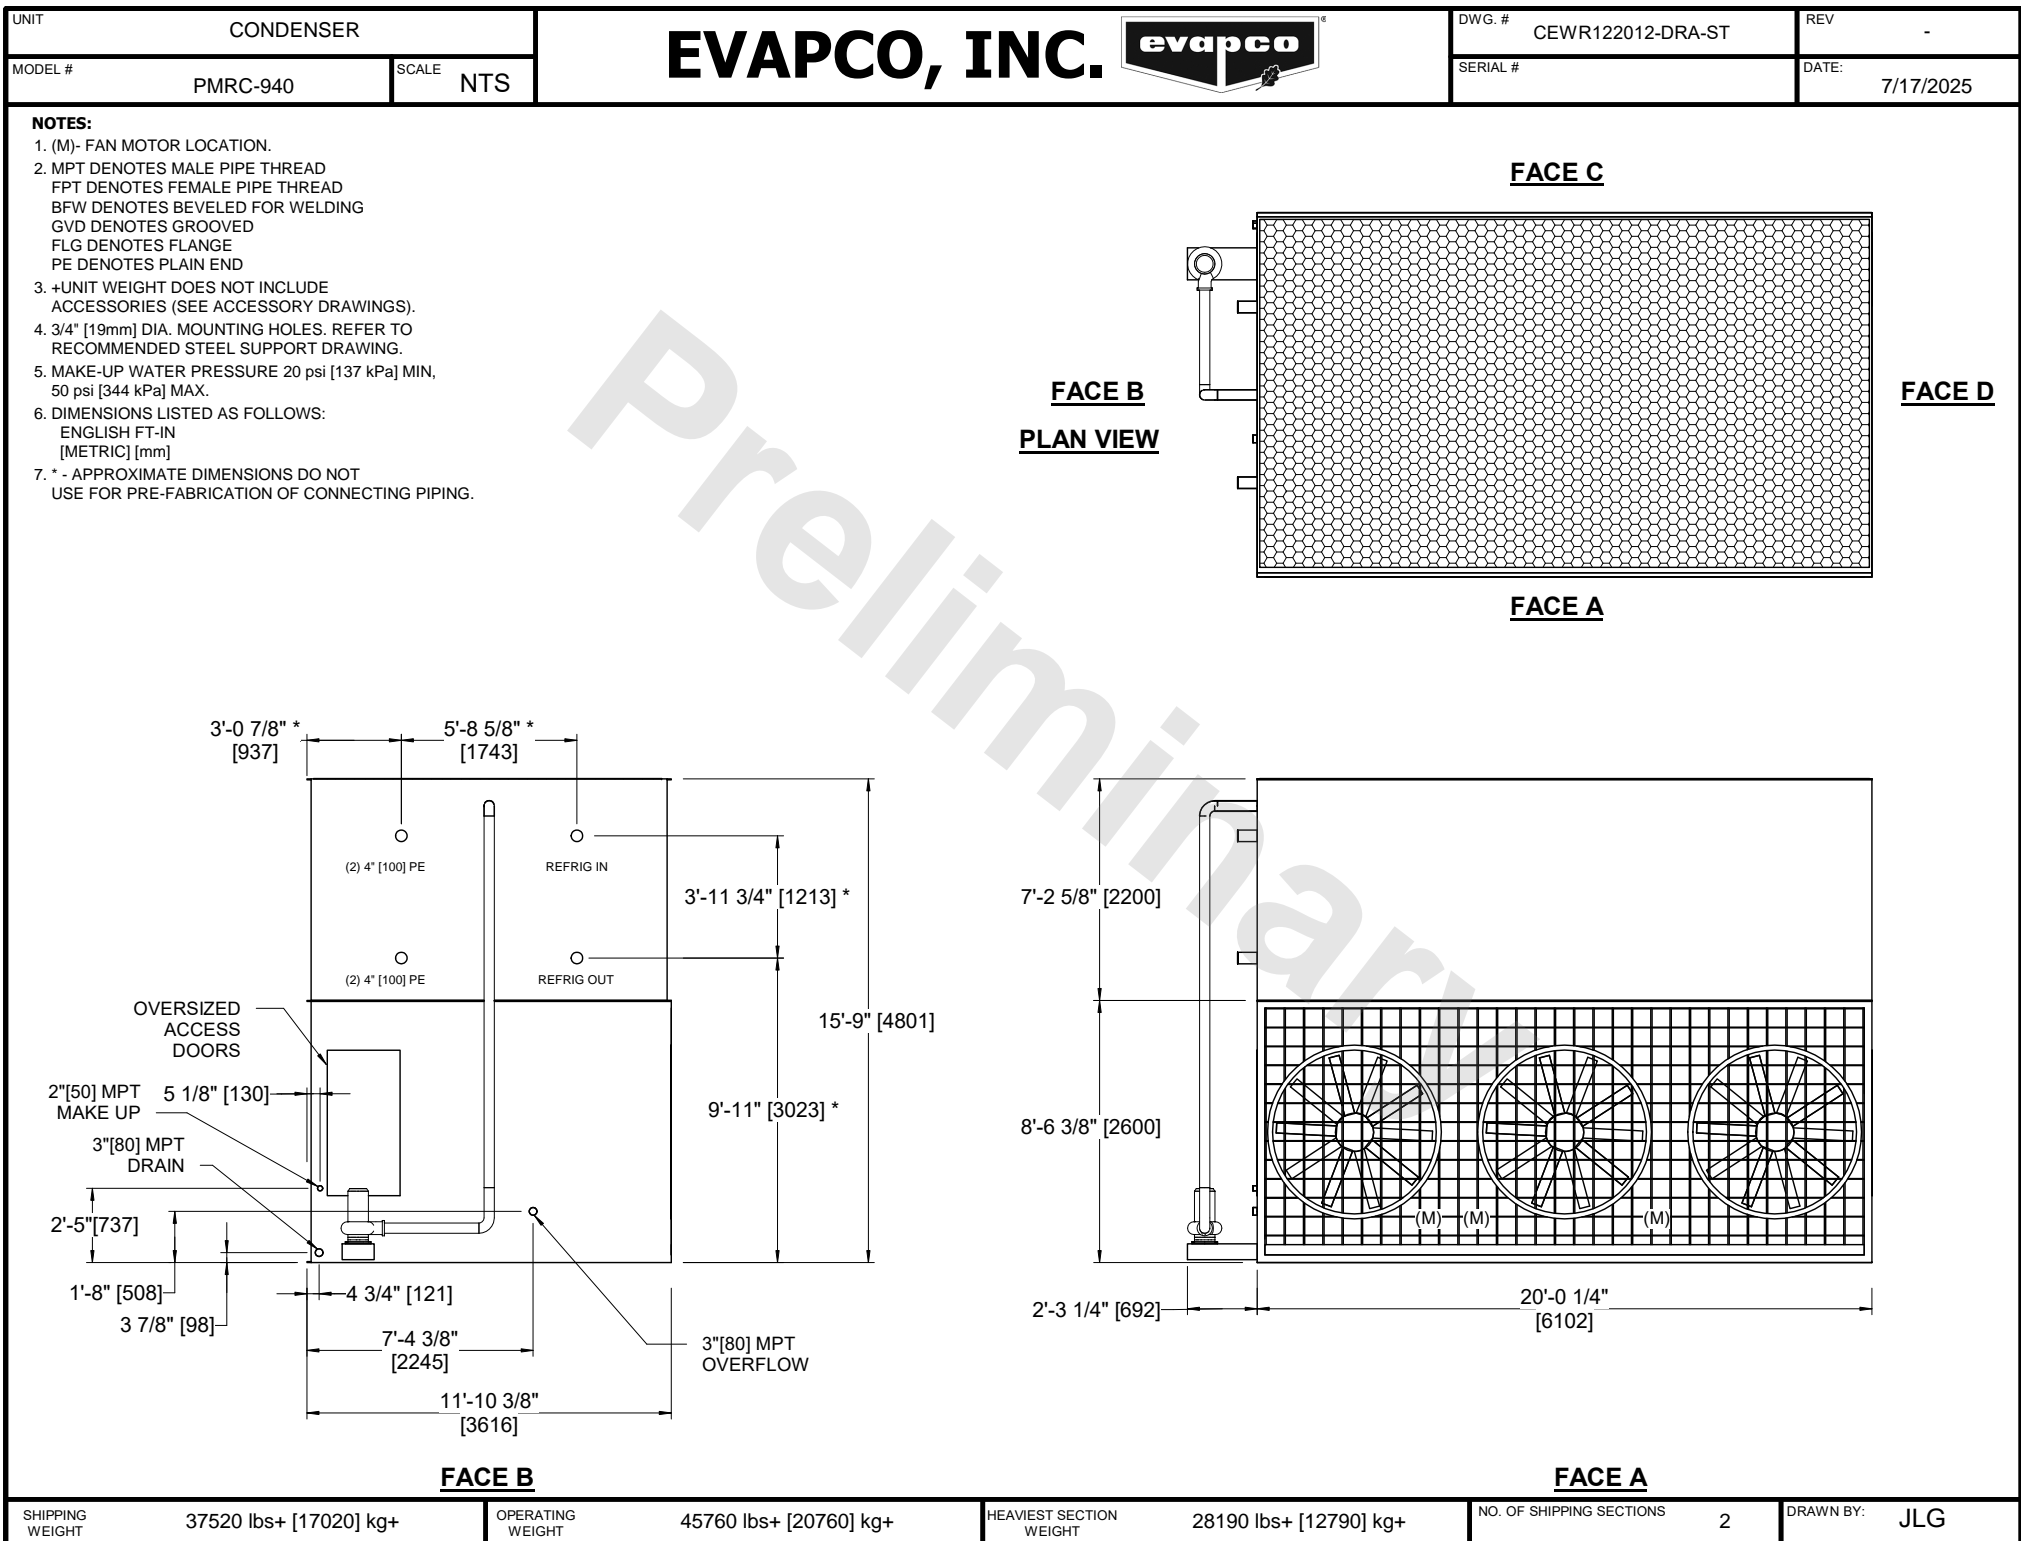 UNIT
CONDENSER
MODEL #
PMRC-940
SCALE
NTS
EVAPCO, INC.
evapco
®
DWG. #
CEWR122012-DRA-ST
REV
-
SERIAL #
DATE:
7/17/2025
NOTES:
1. (M)- FAN MOTOR LOCATION.
2. MPT DENOTES MALE PIPE THREAD
FPT DENOTES FEMALE PIPE THREAD
BFW DENOTES BEVELED FOR WELDING
GVD DENOTES GROOVED
FLG DENOTES FLANGE
PE DENOTES PLAIN END
3. +UNIT WEIGHT DOES NOT INCLUDE
ACCESSORIES (SEE ACCESSORY DRAWINGS).
4. 3/4" [19mm] DIA. MOUNTING HOLES. REFER TO
RECOMMENDED STEEL SUPPORT DRAWING.
5. MAKE-UP WATER PRESSURE 20 psi [137 kPa] MIN,
50 psi [344 kPa] MAX.
6. DIMENSIONS LISTED AS FOLLOWS:
ENGLISH FT-IN
[METRIC] [mm]
7. * - APPROXIMATE DIMENSIONS DO NOT
USE FOR PRE-FABRICATION OF CONNECTING PIPING.
FACE C
FACE B
PLAN VIEW
FACE D
FACE A
Preliminary
3'-0 7/8" *
[937]
5'-8 5/8" *
[1743]
(2) 4" [100] PE
REFRIG IN
3'-11 3/4" [1213] *
(2) 4" [100] PE
REFRIG OUT
OVERSIZED
ACCESS
DOORS
15'-9" [4801]
2"[50] MPT
MAKE UP
5 1/8" [130]
9'-11" [3023] *
3"[80] MPT
DRAIN
2'-5"[737]
1'-8" [508]
4 3/4" [121]
3 7/8" [98]
7'-4 3/8"
[2245]
3"[80] MPT
OVERFLOW
11'-10 3/8"
[3616]
FACE B
7'-2 5/8" [2200]
8'-6 3/8" [2600]
(M)
(M)
(M)
2'-3 1/4" [692]
20'-0 1/4"
[6102]
FACE A
SHIPPING
WEIGHT
37520 lbs+ [17020] kg+
OPERATING
WEIGHT
45760 lbs+ [20760] kg+
HEAVIEST SECTION
WEIGHT
28190 lbs+ [12790] kg+
NO. OF SHIPPING SECTIONS
2
DRAWN BY:
JLG